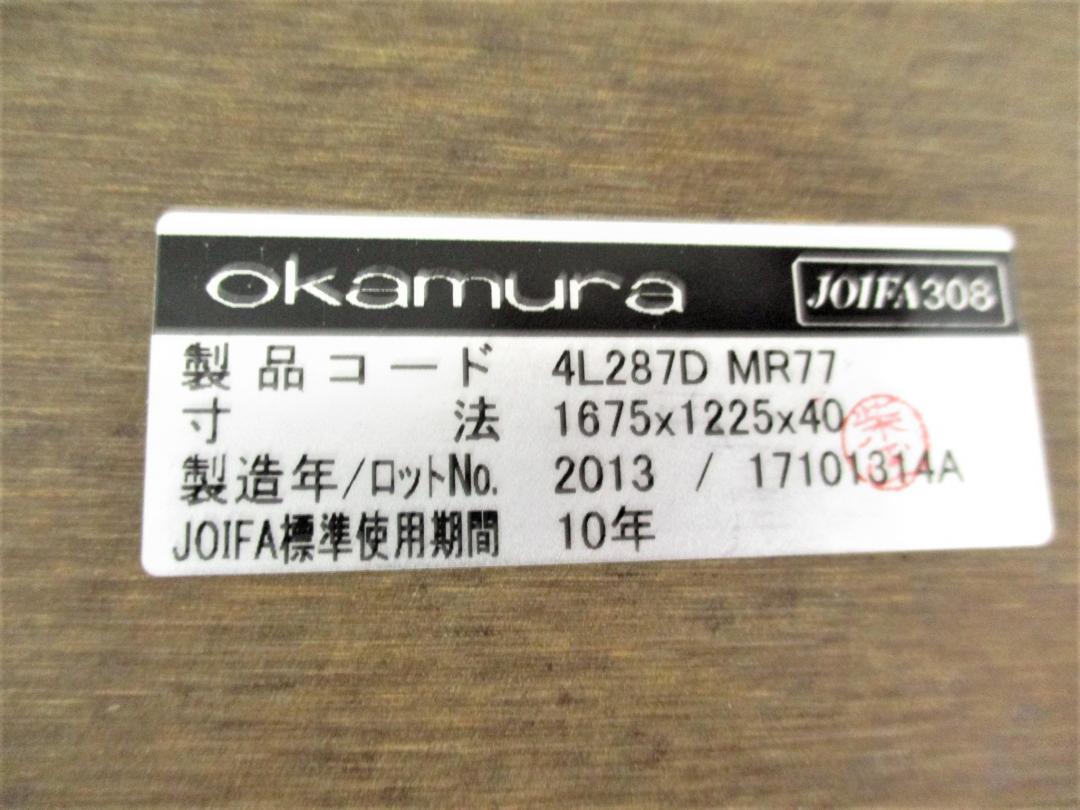 okamura JOIFA308
製品コード 4L287D MR77
寸法 1675x1225x40
製造年/ロットNo. 2013 / 17101314A
JOIFA標準使用期間 10年